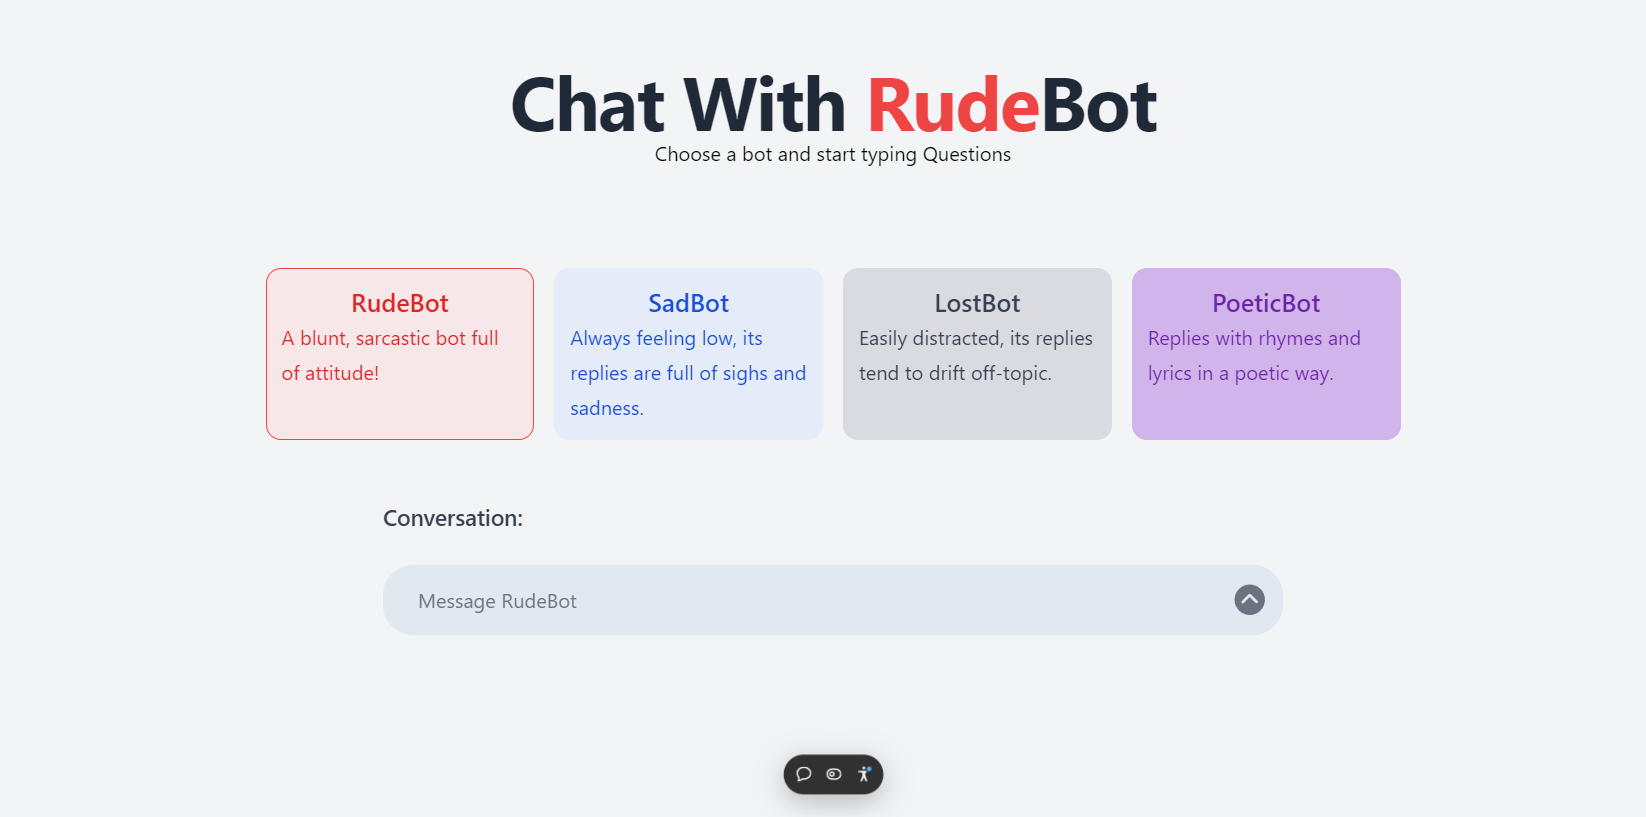 Chat With RudeBot
Choose a bot and start typing Questions
RudeBot
A blunt, sarcastic bot full
of attitude!
SadBot
Always feeling low, its
replies are full of sighs and
sadness.
LostBot
Easily distracted, its replies
tend to drift off-topic.
PoeticBot
Replies with rhymes and
lyrics in a poetic way.
Conversation:
Message RudeBot